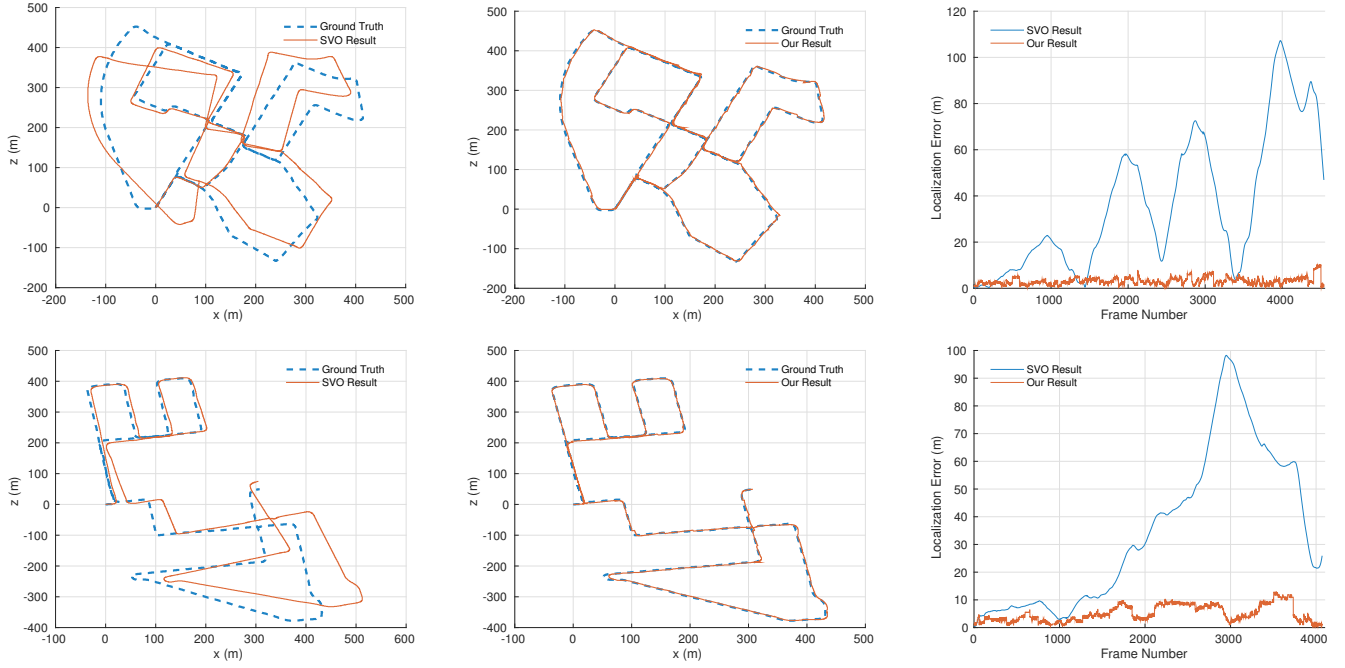 500
400
300
200
100
0
-100
-200
z (m)
-200 -100 0 100 200 300 400 500
x (m)
Ground Truth
SVO Result
500
400
300
200
100
0
-100
-200
z (m)
-200 -100 0 100 200 300 400 500
x (m)
Ground Truth
Our Result
120
100
80
60
40
20
0
Localization Error (m)
0 1000 2000 3000 4000
Frame Number
SVO Result
Our Result
500
400
300
200
100
0
-100
-200
-300
-400
z (m)
-100 0 100 200 300 400 500 600
x (m)
Ground Truth
SVO Result
500
400
300
200
100
0
-100
-200
-300
-400
z (m)
-100 0 100 200 300 400 500
x (m)
Ground Truth
Our Result
100
90
80
70
60
50
40
30
20
10
0
Localization Error (m)
0 1000 2000 3000 4000
Frame Number
SVO Result
Our Result